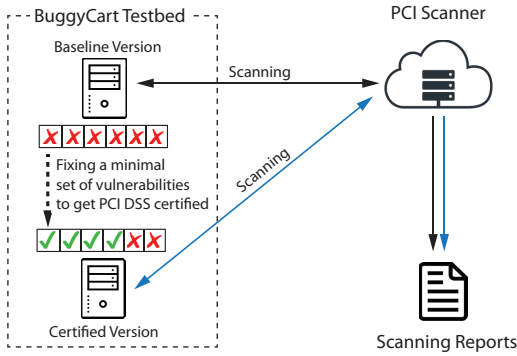 BuggyCart Testbed
PCI Scanner
Baseline Version
Scanning
Fixing a minimal
set of vulnerabilities
to get PCI DSS certified
Scanning
Certified Version
Scanning Reports